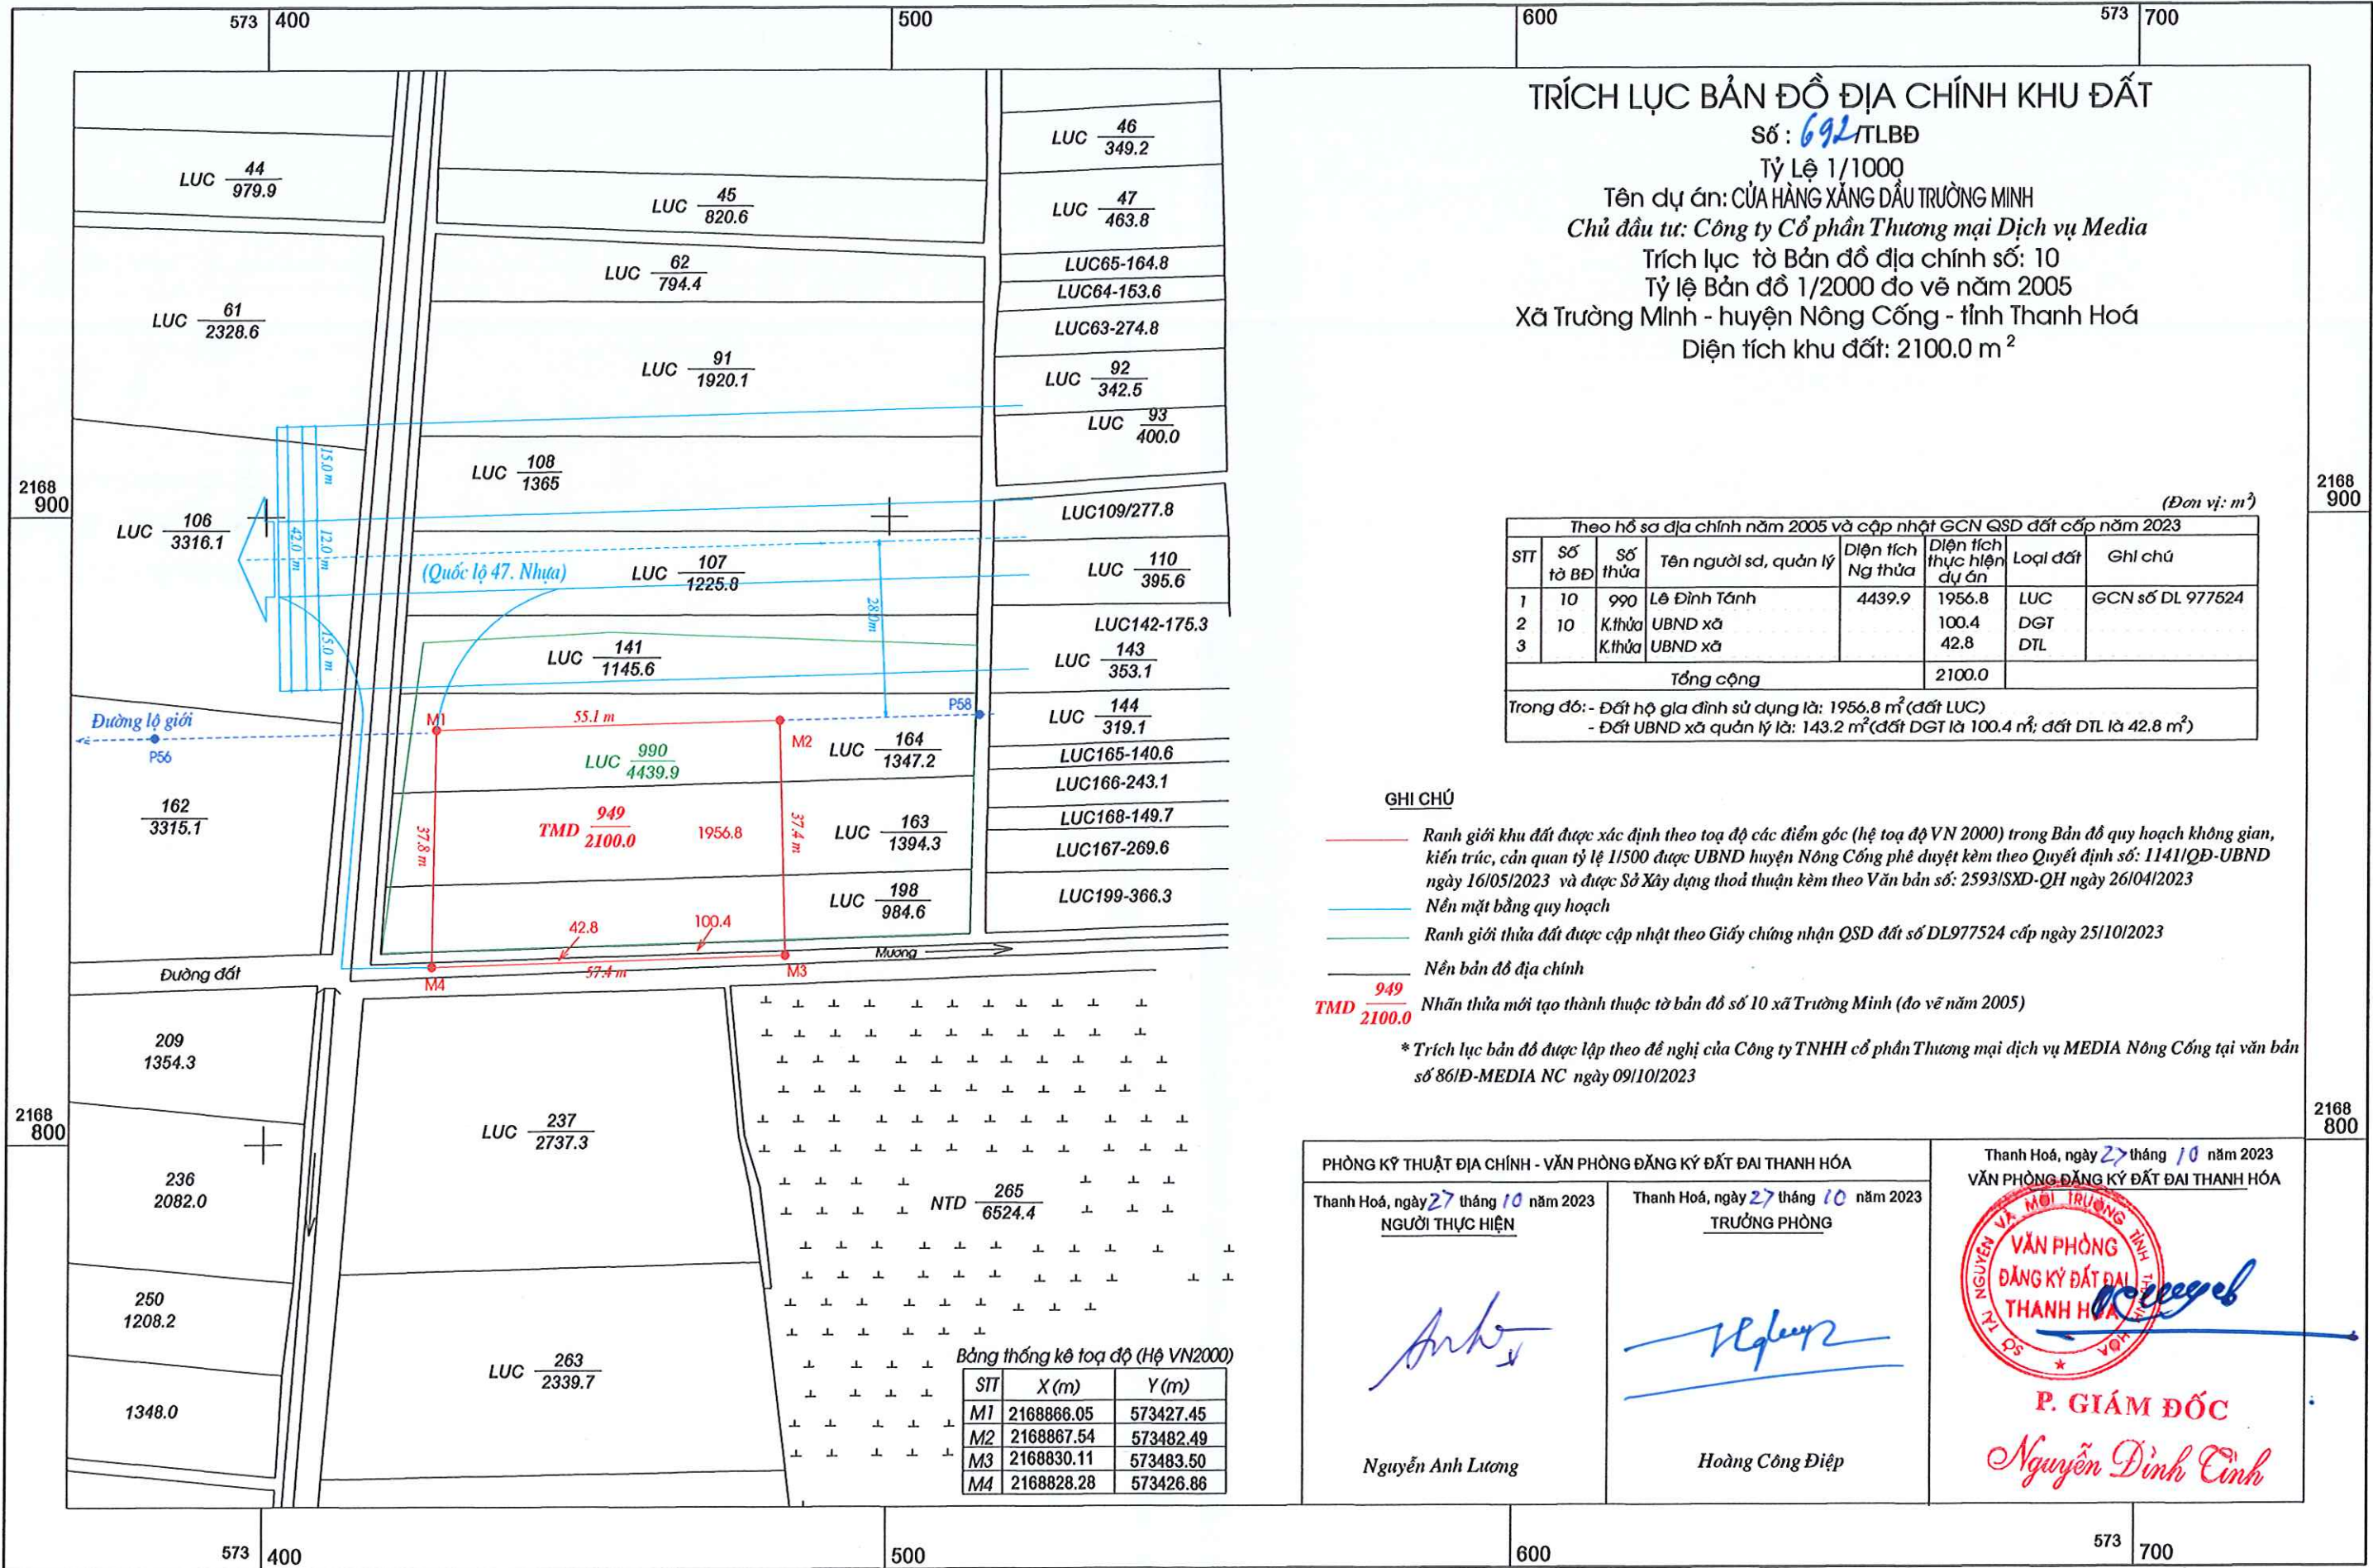 573 400
500
600
573 700
TRÍCH LỤC BẢN ĐỒ ĐỊA CHÍNH KHU ĐẤT
Số : 692/TLBĐ
Tỷ Lệ 1/1000
Tên dự án: CỬA HÀNG XĂNG DẦU TRƯỜNG MINH
Chủ đầu tư: Công ty Cổ phần Thương mại Dịch vụ Media
Trích lục tờ Bản đồ địa chính số: 10
Tỷ lệ Bản đồ 1/2000 đo vẽ năm 2005
Xã Trường Minh - huyện Nông Cống - tỉnh Thanh Hoá
Diện tích khu đất: 2100.0 m²
LUC 44
979.9
LUC 45
820.6
LUC 46
349.2
LUC 47
463.8
LUC 62
794.4
LUC65-164.8
LUC64-153.6
LUC63-274.8
LUC 61
2328.6
LUC 91
1920.1
LUC 92
342.5
LUC 93
400.0
LUC 108
1365
15.0 m
12.0 m
42.0 m
15.0 m
2168
900
2168
900
LUC 106
3316.1
LUC109/277.8
(Quốc lộ 47. Nhựa)
LUC 107
1225.8
LUC 110
395.6
28.0m
LUC142-175.3
LUC 141
1145.6
LUC 143
353.1
Đường lộ giới
P56
M1
55.1 m
M2
P58
LUC 144
319.1
LUC 990
4439.9
LUC 164
1347.2
LUC165-140.6
LUC166-243.1
162
3315.1
37.8 m
TMD 949
2100.0
1956.8
37.4 m
LUC 163
1394.3
LUC168-149.7
LUC167-269.6
LUC 198
984.6
LUC199-366.3
42.8
100.4
Mương
Đường đất
M4
57.4 m
M3
209
1354.3
236
2082.0
LUC 237
2737.3
NTD 265
6524.4
250
1208.2
LUC 263
2339.7
1348.0
2168
800
2168
800
(Đơn vị: m²)
Theo hồ sơ địa chính năm 2005 và cập nhật GCN QSD đất cấp năm 2023
STT Số tờ BĐ Số thửa Tên người sd, quản lý Diện tích Ng thửa Diện tích thực hiện dự án Loại đất Ghi chú
1 10 990 Lê Đình Tánh 4439.9 1956.8 LUC GCN số DL 977524
2 10 K.thửa UBND xã 100.4 DGT
3 K.thửa UBND xã 42.8 DTL
Tổng cộng 2100.0
Trong đó: - Đất hộ gia đình sử dụng là: 1956.8 m² (đất LUC)
- Đất UBND xã quản lý là: 143.2 m² (đất DGT là 100.4 m²; đất DTL là 42.8 m²)
GHI CHÚ
Ranh giới khu đất được xác định theo toạ độ các điểm góc (hệ toạ độ VN 2000) trong Bản đồ quy hoạch không gian,
kiến trúc, cản quan tỷ lệ 1/500 được UBND huyện Nông Cống phê duyệt kèm theo Quyết định số: 1141/QĐ-UBND
ngày 16/05/2023 và được Sở Xây dựng thoả thuận kèm theo Văn bản số: 2593/SXD-QH ngày 26/04/2023
Nền mặt bằng quy hoạch
Ranh giới thửa đất được cập nhật theo Giấy chứng nhận QSD đất số DL977524 cấp ngày 25/10/2023
Nền bản đồ địa chính
TMD 949
2100.0
Nhãn thửa mới tạo thành thuộc tờ bản đồ số 10 xã Trường Minh (đo vẽ năm 2005)
* Trích lục bản đồ được lập theo đề nghị của Công ty TNHH cổ phần Thương mại dịch vụ MEDIA Nông Cống tại văn bản
số 86/Đ-MEDIA NC ngày 09/10/2023
Bảng thống kê toạ độ (Hệ VN2000)
STT X (m) Y (m)
M1 2168866.05 573427.45
M2 2168867.54 573482.49
M3 2168830.11 573483.50
M4 2168828.28 573426.86
PHÒNG KỸ THUẬT ĐỊA CHÍNH - VĂN PHÒNG ĐĂNG KÝ ĐẤT ĐAI THANH HÓA
Thanh Hoá, ngày 27 tháng 10 năm 2023
NGƯỜI THỰC HIỆN
Nguyễn Anh Lương
Thanh Hoá, ngày 27 tháng 10 năm 2023
TRƯỞNG PHÒNG
Hoàng Công Điệp
Thanh Hoá, ngày 27 tháng 10 năm 2023
VĂN PHÒNG ĐĂNG KÝ ĐẤT ĐAI THANH HÓA
SỞ TÀI NGUYÊN VÀ MÔI TRƯỜNG TỈNH THANH HÓA
VĂN PHÒNG
ĐĂNG KÝ ĐẤT ĐAI
THANH HÓA
P. GIÁM ĐỐC
Nguyễn Đình Tình
573 400
500
600
573 700